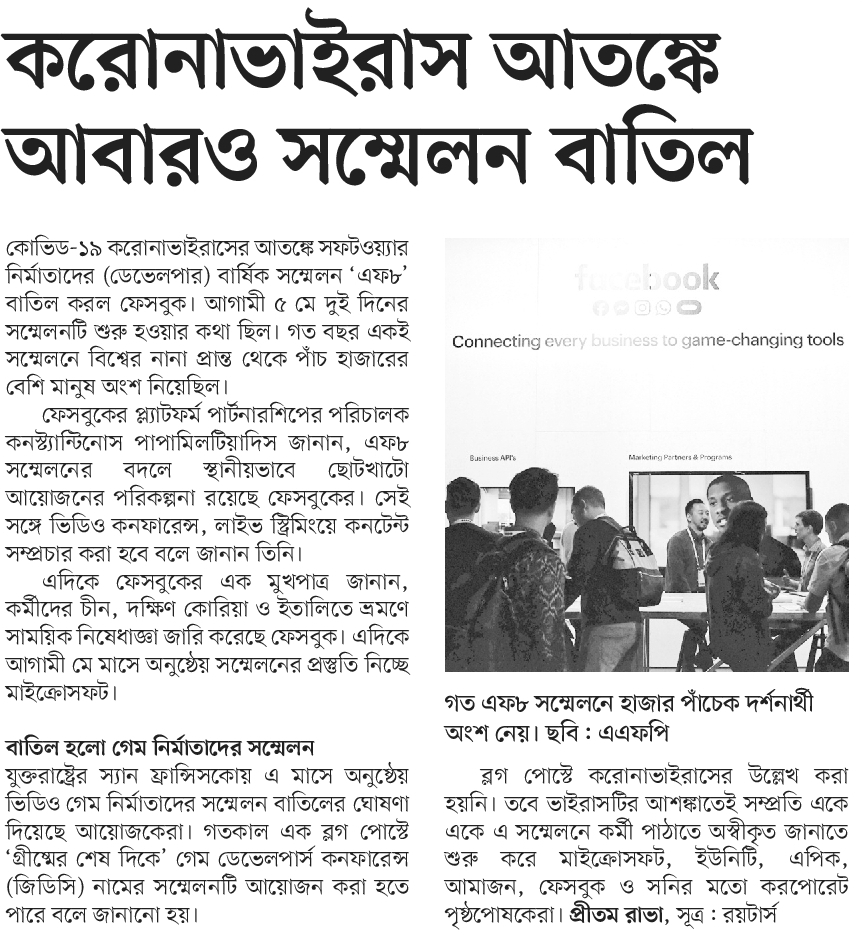 করোনাভাইরাস আতঙ্কে
আবারও সম্মেলন বাতিল
কোভিড-১৯ করোনাভাইরাসের আতঙ্কে সফটওয়্যার
নির্মাতাদের (ডেভেলপার) বার্ষিক সম্মেলন ‘এফ৮’
বাতিল করল ফেসবুক। আগামী ৫ মে দুই দিনের
সম্মেলনটি শুরু হওয়ার কথা ছিল। গত বছর একই
সম্মেলনে বিশ্বের নানা প্রান্ত থেকে পাঁচ হাজারের
বেশি মানুষ অংশ নিয়েছিল।
ফেসবুকের প্ল্যাটফর্ম পার্টনারশিপের পরিচালক
কনস্ট্যান্টিনোস পাপামিলটিয়াদিস জানান, এফ৮
সম্মেলনের বদলে স্থানীয়ভাবে ছোটখাটো
আয়োজনের পরিকল্পনা রয়েছে ফেসবুকের। সেই
সঙ্গে ভিডিও কনফারেন্স, লাইভ স্ট্রিমিংয়ে কনটেন্ট
সম্প্রচার করা হবে বলে জানান তিনি।
এদিকে ফেসবুকের এক মুখপাত্র জানান,
কর্মীদের চীন, দক্ষিণ কোরিয়া ও ইতালিতে ভ্রমণে
সাময়িক নিষেধাজ্ঞা জারি করেছে ফেসবুক। এদিকে
আগামী মে মাসে অনুষ্ঠেয় সম্মেলনের প্রস্তুতি নিচ্ছে
মাইক্রোসফট।
বাতিল হলো গেম নির্মাতাদের সম্মেলন
যুক্তরাষ্ট্রের স্যান ফ্রান্সিসকোয় এ মাসে অনুষ্ঠেয়
ভিডিও গেম নির্মাতাদের সম্মেলন বাতিলের ঘোষণা
দিয়েছে আয়োজকেরা। গতকাল এক ব্লগ পোস্টে
‘গ্রীষ্মের শেষ দিকে’ গেম ডেভেলপার্স কনফারেন্স
(জিডিসি) নামের সম্মেলনটি আয়োজন করা হতে
পারে বলে জানানো হয়।
facebook
Connecting every business to game-changing tools
Business API's
Marketing Partners & Programs
গত এফ৮ সম্মেলনে হাজার পাঁচেক দর্শনার্থী
অংশ নেয়। ছবি : এএফপি
ব্লগ পোস্টে করোনাভাইরাসের উল্লেখ করা
হয়নি। তবে ভাইরাসটির আশঙ্কাতেই সম্প্রতি একে
একে এ সম্মেলনে কর্মী পাঠাতে অস্বীকৃত জানাতে
শুরু করে মাইক্রোসফট, ইউনিটি, এপিক,
আমাজন, ফেসবুক ও সনির মতো করপোরেট
পৃষ্ঠপোষকেরা। প্রীতম রাভা, সূত্র : রয়টার্স